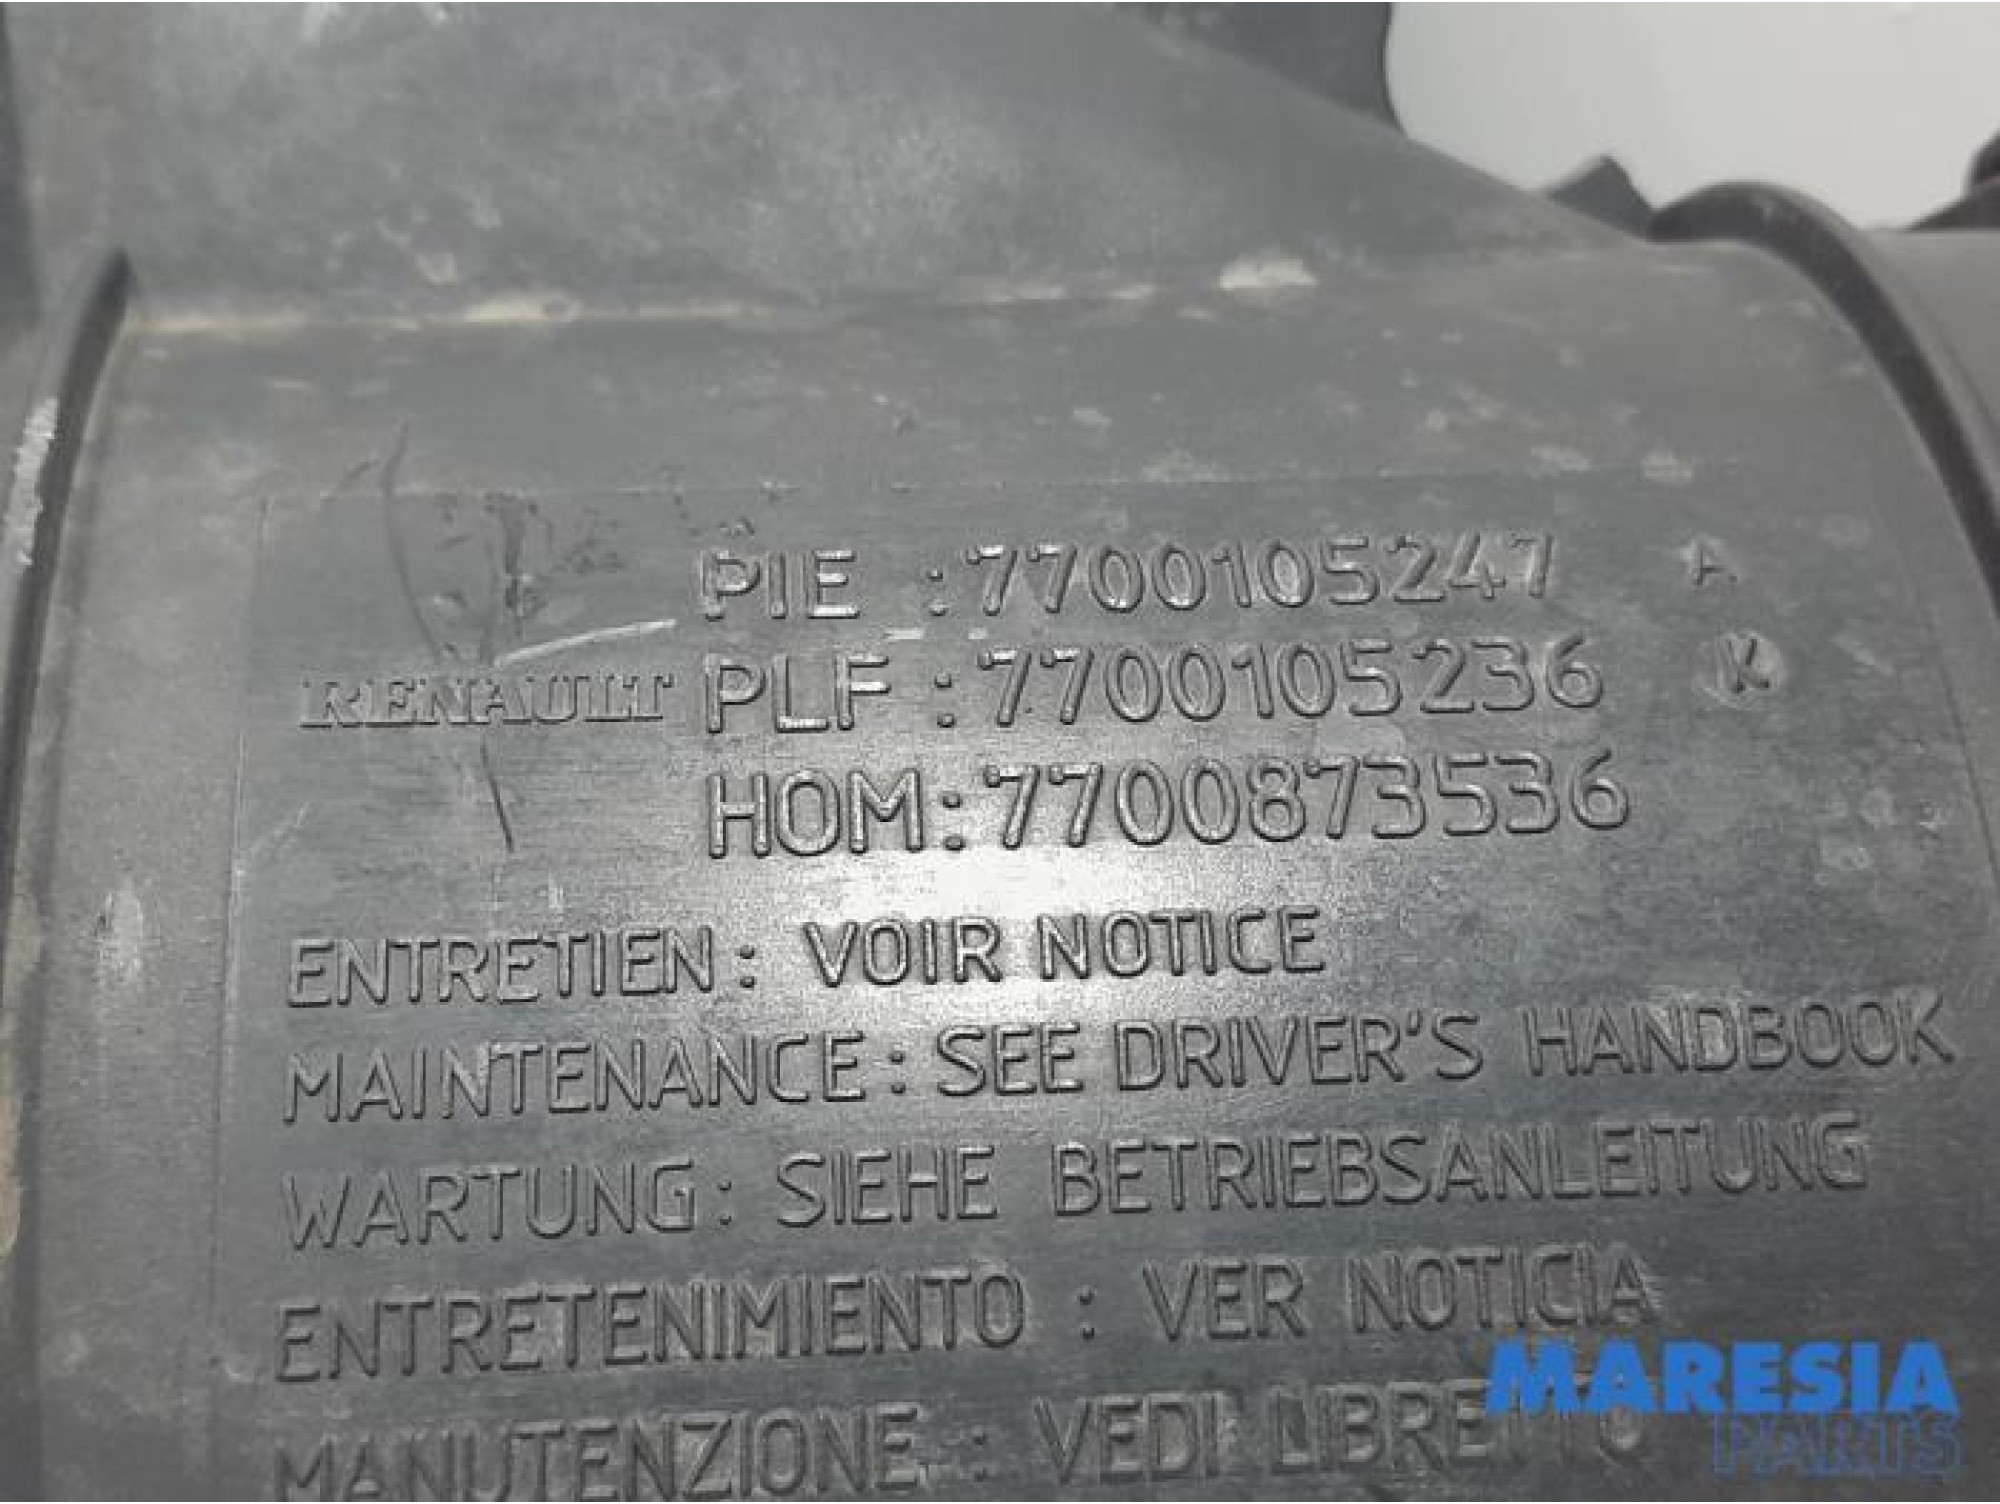 PIE : 7700105247 A
RENAULT PLF : 7700105236 K
HOM : 7700873536
ENTRETIEN : VOIR NOTICE
MAINTENANCE : SEE DRIVER'S HANDBOOK
WARTUNG : SIEHE BETRIEBSANLEITUNG
ENTRETENIMIENTO : VER NOTICIA
MANUTENZIONE : VEDI LIBRETTO
MARESIA
PARTS